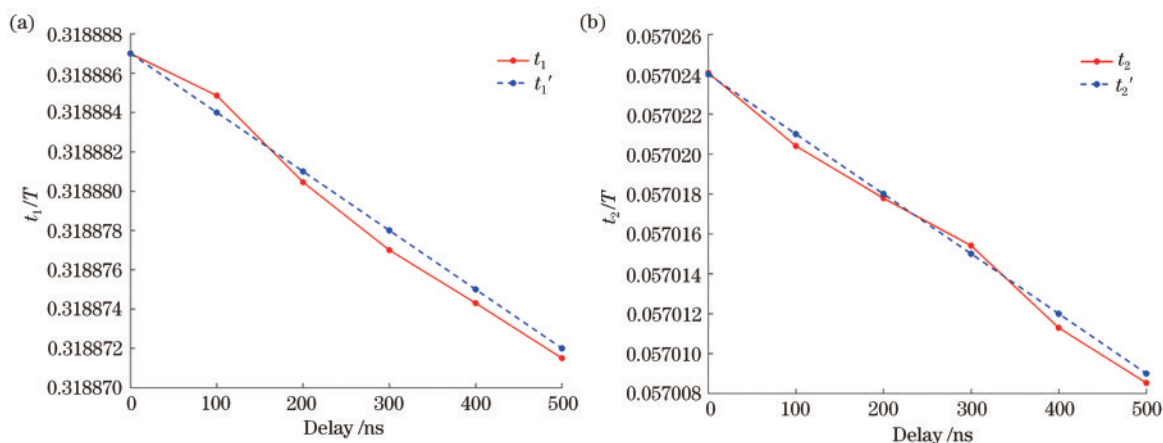 (a)
0.318888
0.318886
0.318884
0.318882
0.318880
0.318878
0.318876
0.318874
0.318872
0.318870
t₁/T
0 100 200 300 400 500
Delay /ns
t₁
t₁′
(b)
0.057026
0.057024
0.057022
0.057020
0.057018
0.057016
0.057014
0.057012
0.057010
0.057008
t₂/T
0 100 200 300 400 500
Delay /ns
t₂
t₂′